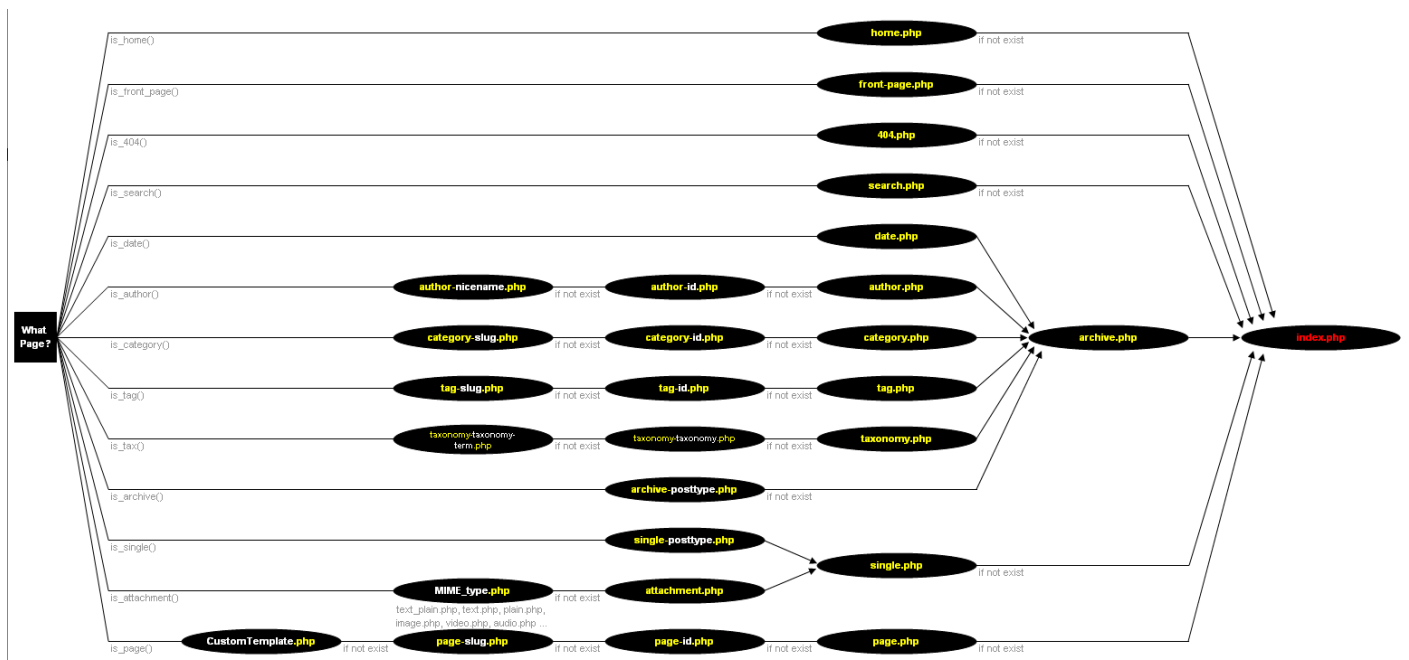 is_home()
home.php
if not exist
is_front_page()
front-page.php
if not exist
is_404()
404.php
if not exist
is_search()
search.php
if not exist
is_date()
date.php
is_author()
author-nicename.php
if not exist
author-id.php
if not exist
author.php
What
Page?
is_category()
category-slug.php
if not exist
category-id.php
if not exist
category.php
archive.php
index.php
is_tag()
tag-slug.php
if not exist
tag-id.php
if not exist
tag.php
is_tax()
taxonomy-taxonomy-
term.php
if not exist
taxonomy-taxonomy.php
if not exist
taxonomy.php
is_archive()
archive-posttype.php
if not exist
is_single()
single-posttype.php
single.php
if not exist
is_attachment()
MIME_type.php
text_plain.php, text.php, plain.php,
image.php, video.php, audio.php ...
if not exist
attachment.php
is_page()
CustomTemplate.php
if not exist
page-slug.php
if not exist
page-id.php
if not exist
page.php
if not exist